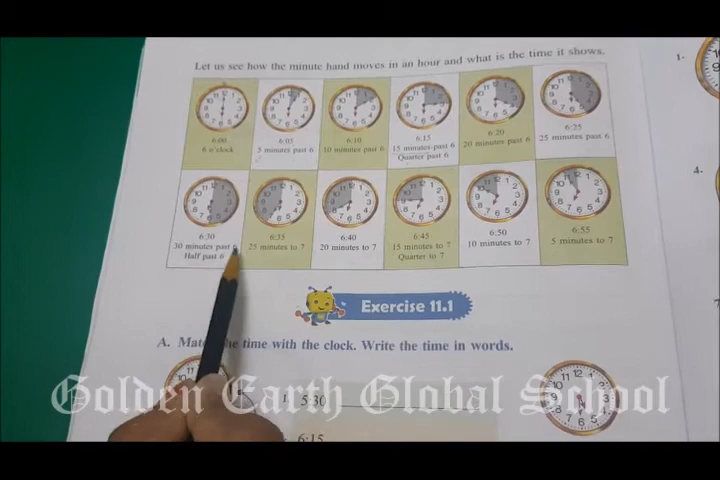 Let us see how the minute hand moves in an hour and what is the time it shows.
6:00 6:05 6:10 6:15 6:20 6:25
6 o'clock 5 minutes past 6 10 minutes past 6 15 minutes past 6 20 minutes past 6 25 minutes past 6
Quarter past 6
6:30 6:35 6:40 6:45 6:50 6:55
30 minutes past 6 25 minutes to 7 20 minutes to 7 15 minutes to 7 10 minutes to 7 5 minutes to 7
Half past 6 Quarter to 7
Exercise 11.1
A. the time with the clock. Write the time in words.
Golden Earth Global School
1. 5:30
6:15
1.
4.